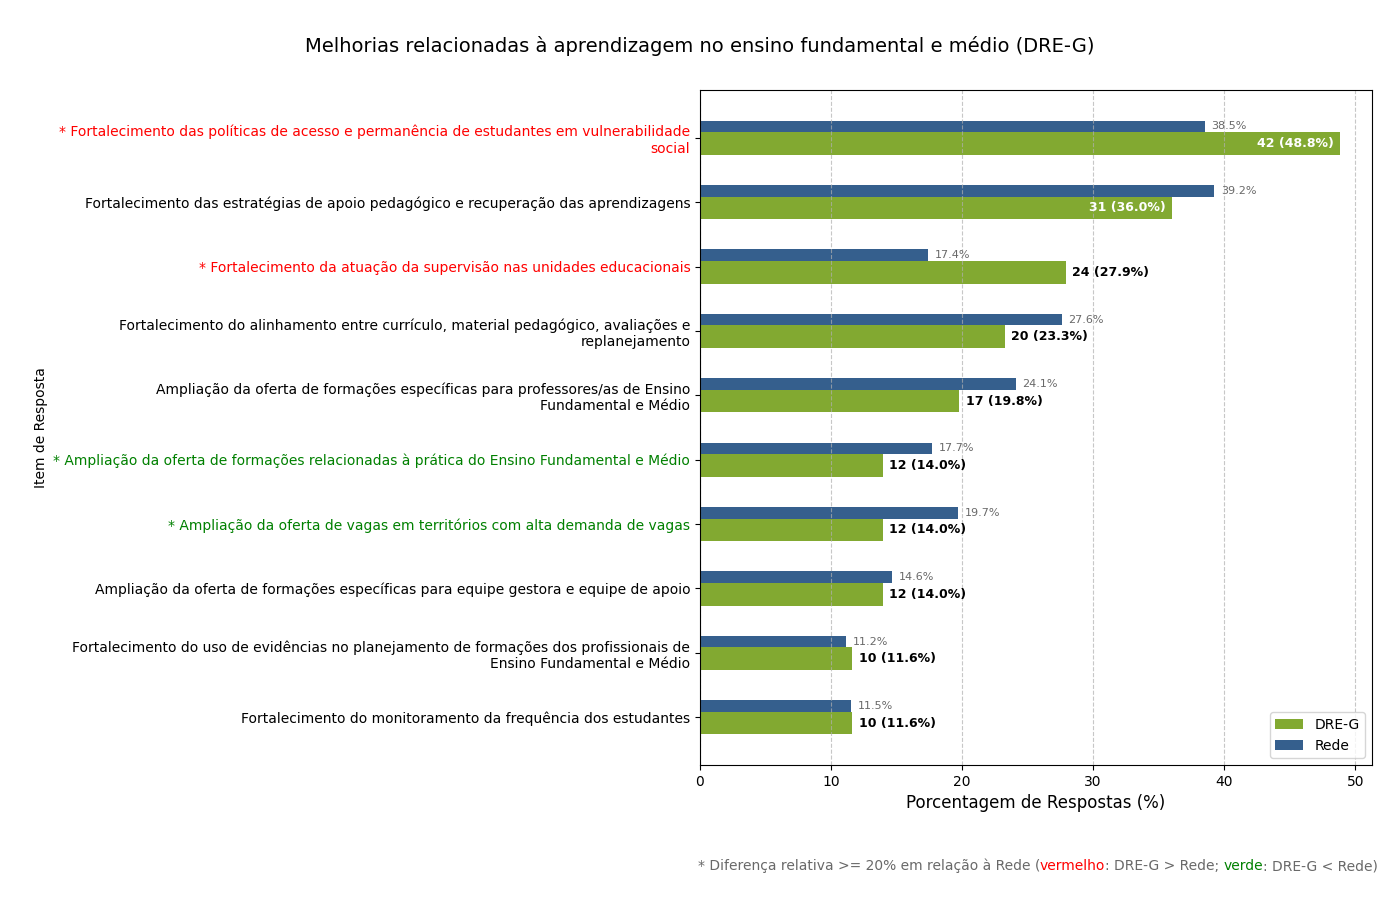 Melhorias relacionadas à aprendizagem no ensino fundamental e médio (DRE-G)
* Fortalecimento das políticas de acesso e permanência de estudantes em vulnerabilidade
social
38.5%
42 (48.8%)
Fortalecimento das estratégias de apoio pedagógico e recuperação das aprendizagens
39.2%
31 (36.0%)
* Fortalecimento da atuação da supervisão nas unidades educacionais
17.4%
24 (27.9%)
Fortalecimento do alinhamento entre currículo, material pedagógico, avaliações e
replanejamento
27.6%
20 (23.3%)
Ampliação da oferta de formações específicas para professores/as de Ensino
Fundamental e Médio
24.1%
17 (19.8%)
* Ampliação da oferta de formações relacionadas à prática do Ensino Fundamental e Médio
17.7%
12 (14.0%)
* Ampliação da oferta de vagas em territórios com alta demanda de vagas
19.7%
12 (14.0%)
Ampliação da oferta de formações específicas para equipe gestora e equipe de apoio
14.6%
12 (14.0%)
Fortalecimento do uso de evidências no planejamento de formações dos profissionais de
Ensino Fundamental e Médio
11.2%
10 (11.6%)
Fortalecimento do monitoramento da frequência dos estudantes
11.5%
10 (11.6%)
Item de Resposta
DRE-G
Rede
0 10 20 30 40 50
Porcentagem de Respostas (%)
* Diferença relativa >= 20% em relação à Rede (vermelho: DRE-G > Rede; verde: DRE-G < Rede)